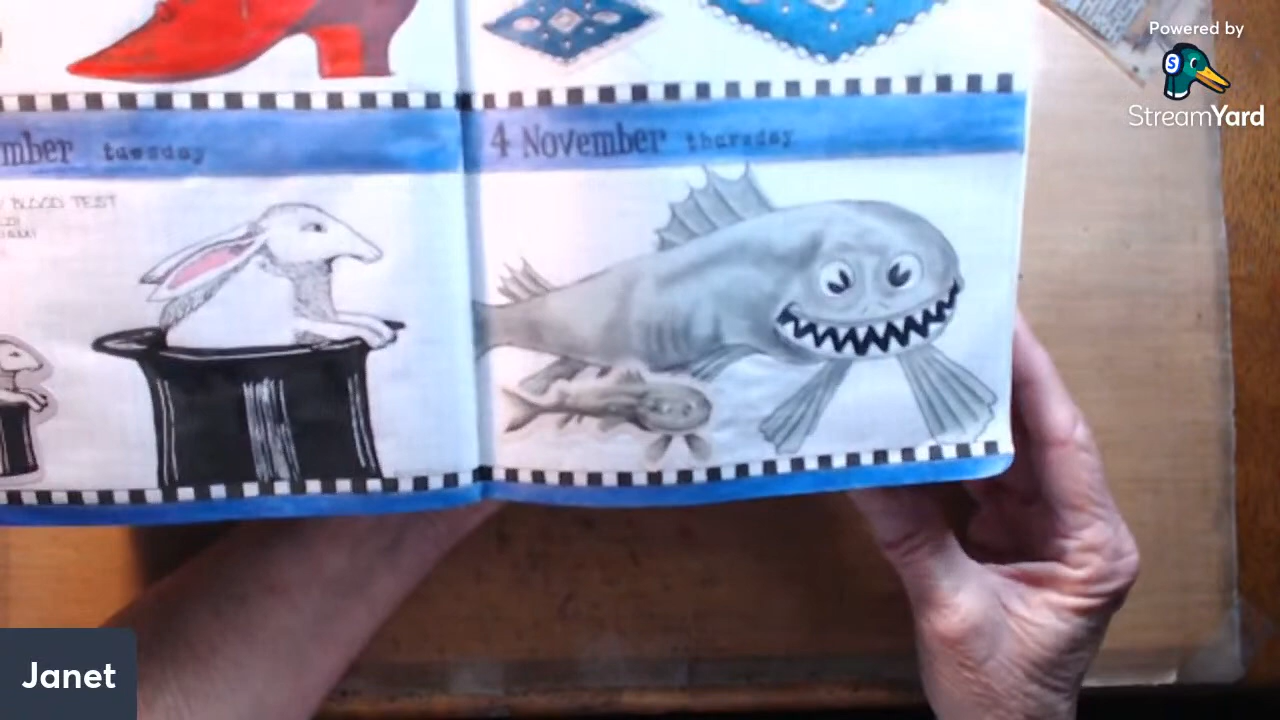 Powered by
StreamYard
mber tuesday
4 November thursday
BLOOD TEST
Janet